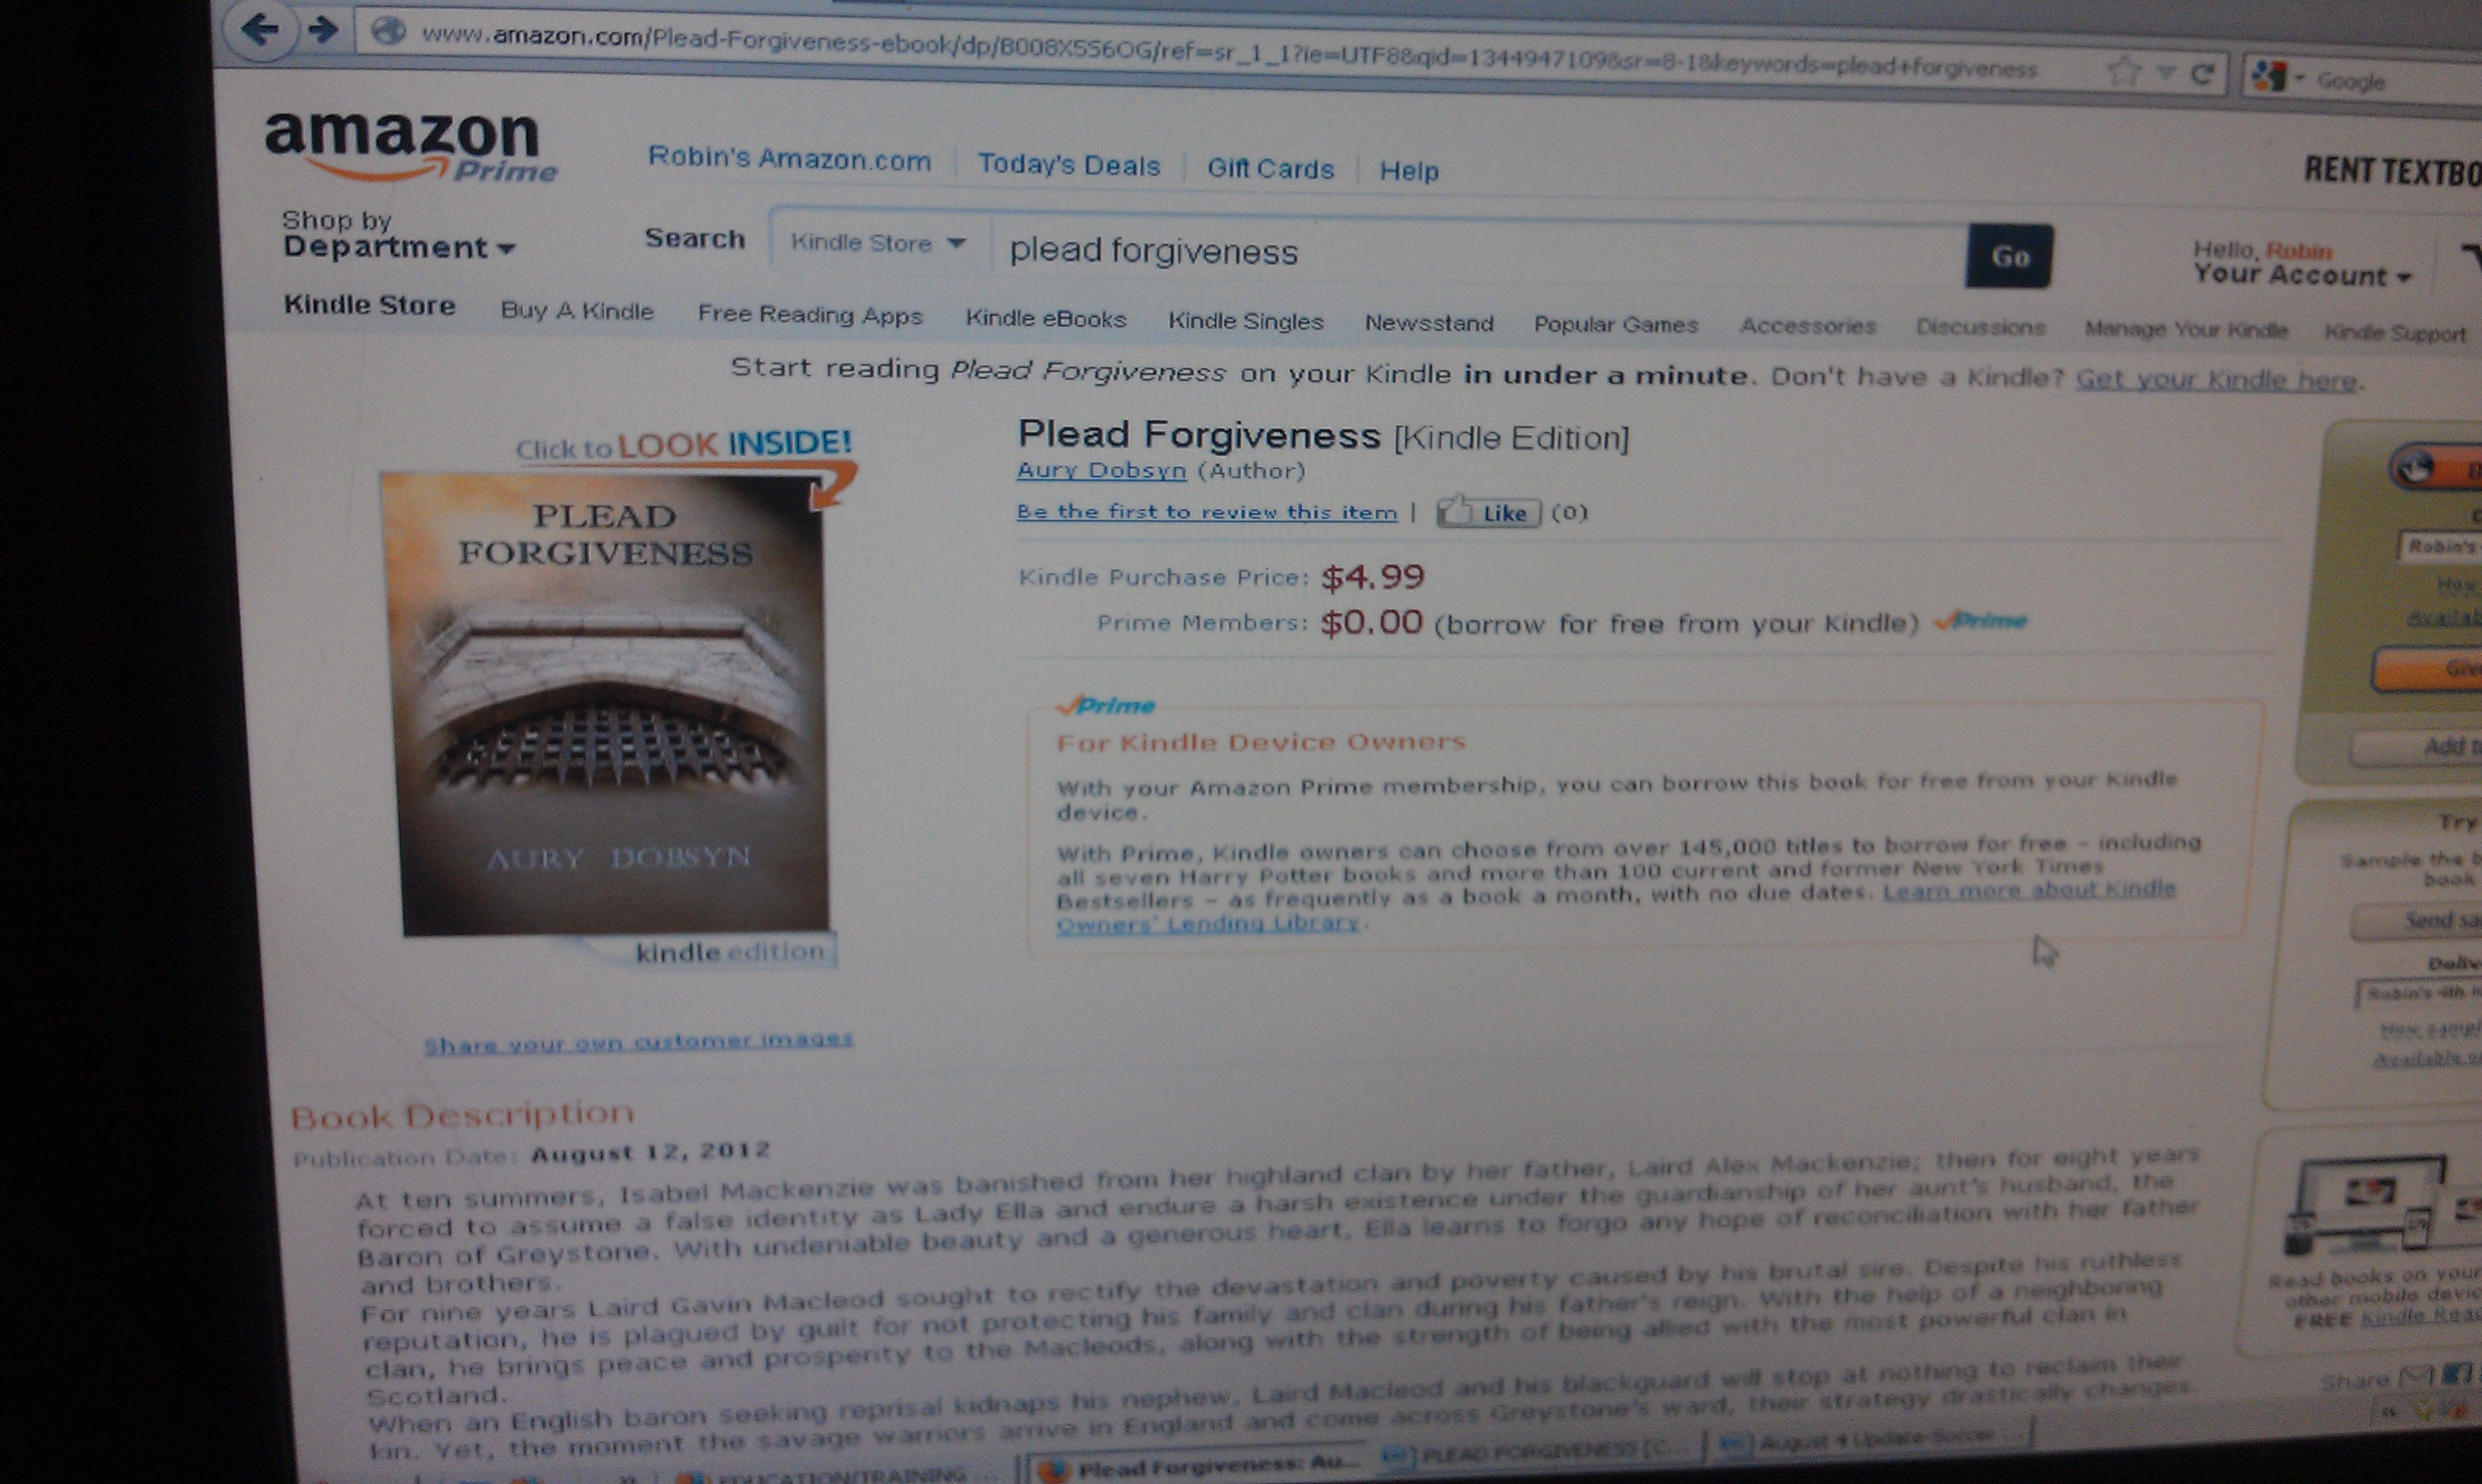 www.amazon.com/Plead-Forgiveness-ebook/dp/B008X5S6OG/ref=sr_1_1?ie=UTF8&qid=1344947109&sr=8-1&keywords=plead+forgiveness
Google
amazon
Prime
Robin's Amazon.com
Today's Deals
Gift Cards
Help
RENT
Shop by
Department
Search
Kindle Store
plead forgiveness
Go
Hello, Robin
Your Account
Kindle Store
Buy A Kindle
Free Reading Apps
Kindle eBooks
Kindle Singles
Newsstand
Popular Games
Accessories
Discussions
Manage Your Kindle
Kindle Support
Start reading Plead Forgiveness on your Kindle in under a minute. Don't have a Kindle? Get your Kindle here.
Click to LOOK INSIDE!
PLEAD
FORGIVENESS
AURY DOBSYN
kindle edition
Share your own customer images
Plead Forgiveness [Kindle Edition]
Aury Dobsyn (Author)
Be the first to review this item | Like (0)
Kindle Purchase Price: $4.99
Prime Members: $0.00 (borrow for free from your Kindle) Prime
Prime
For Kindle Device Owners
With your Amazon Prime membership, you can borrow this book for free from your Kindle
device.
With Prime, Kindle owners can choose from over 145,000 titles to borrow for free – including
all seven Harry Potter books and more than 100 current and former New York Times
Bestsellers – as frequently as a book a month, with no due dates. Learn more about Kindle
Owners' Lending Library.
Robin's
Add
Try
Sample the
book
Send
Robin's 4th
Read books on your
other mobile
FREE Kindle
Share
Book Description
Publication Date: August 12, 2012
At ten summers, Isabel Mackenzie was banished from her highland clan by her father, Laird Alex Mackenzie; then for eight years
forced to assume a false identity as Lady Ella and endure a harsh existence under the guardianship of her aunt's husband, the
Baron of Greystone. With undeniable beauty and a generous heart, Ella learns to forgo any hope of reconciliation with her father
and brothers.
For nine years Laird Gavin Macleod sought to rectify the devastation and poverty caused by his brutal sire. Despite his ruthless
reputation, he is plagued by guilt for not protecting his family and clan during his father's reign. With the help of a neighboring
clan, he brings peace and prosperity to the Macleods, along with the strength of being allied with the most powerful clan in
Scotland.
When an English baron seeking reprisal kidnaps his nephew, Laird Macleod and his blackguard will stop at nothing to reclaim their
kin. Yet, the moment the savage warriors arrive in England and come across Greystone's ward, their strategy drastically changes.
EDUCATION/TRAINING ...
Plead Forgiveness: Au...
PLEAD FORGIVENESS [C...
August 4 Update-Soccer ...